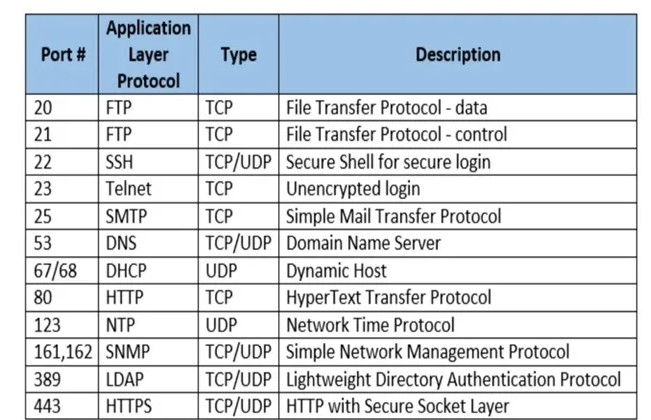 Port # Application Layer Protocol Type Description
20 FTP TCP File Transfer Protocol - data
21 FTP TCP File Transfer Protocol - control
22 SSH TCP/UDP Secure Shell for secure login
23 Telnet TCP Unencrypted login
25 SMTP TCP Simple Mail Transfer Protocol
53 DNS TCP/UDP Domain Name Server
67/68 DHCP UDP Dynamic Host
80 HTTP TCP HyperText Transfer Protocol
123 NTP UDP Network Time Protocol
161,162 SNMP TCP/UDP Simple Network Management Protocol
389 LDAP TCP/UDP Lightweight Directory Authentication Protocol
443 HTTPS TCP/UDP HTTP with Secure Socket Layer